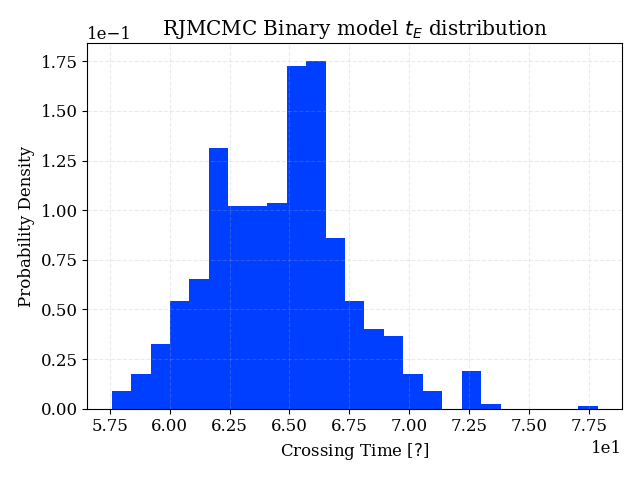 RJMCMC Binary model $t_E$ distribution
1e−1
1.75
1.50
1.25
1.00
0.75
0.50
0.25
0.00
Probability Density
5.75 6.00 6.25 6.50 6.75 7.00 7.25 7.50 7.75
1e1
Crossing Time [?]